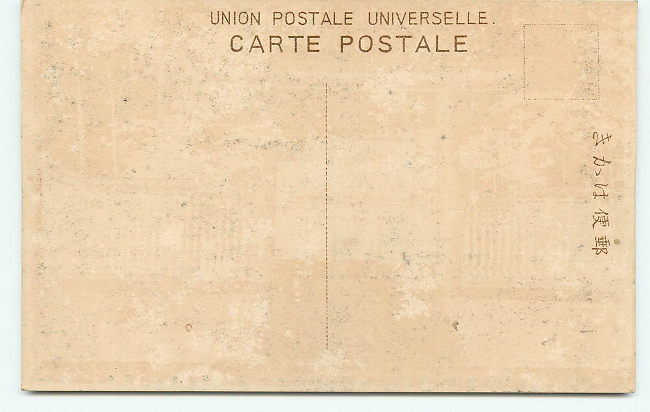 UNION POSTALE UNIVERSELLE.
CARTE POSTALE
郵便はかき